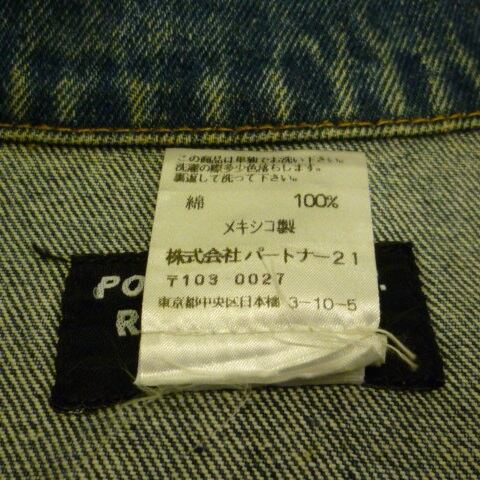 この商品は単独でお洗い下さい。
洗濯の際多少色落ちします。
裏返して洗って下さい。
綿 100%
メキシコ製
株式会社パートナー21
〒103 0027
東京都中央区日本橋 3-10-5
PO
R